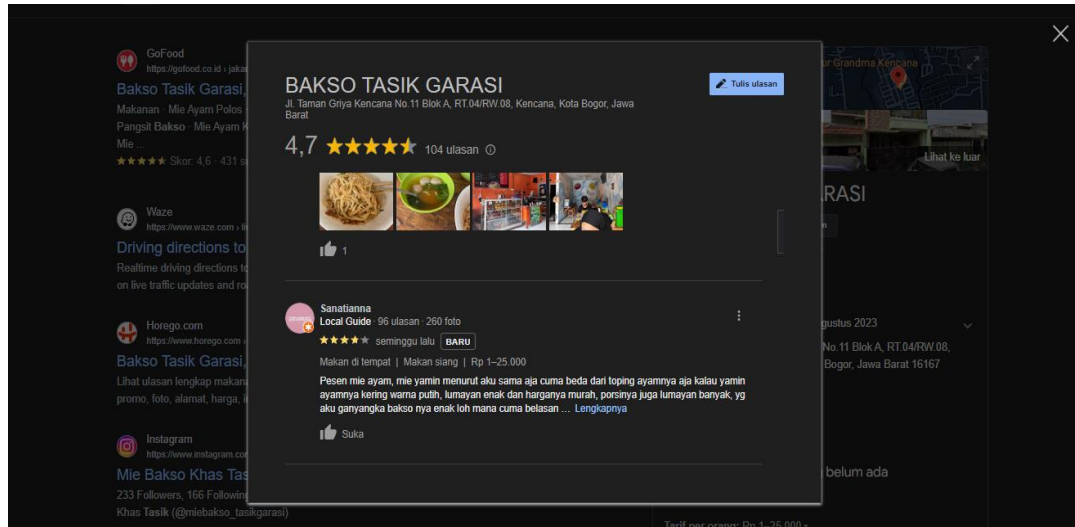 GoFood
https://gofood.co.id › jakar
Bakso Tasik Garasi,
Makanan · Mie Ayam Polos
Pangsit Bakso · Mie Ayam K
Mie ...
Skor: 4,6 · 431
Waze
https://www.waze.com › li
Driving directions to
Realtime driving directions to
on live traffic updates and ro
Horego.com
https://www.horego.com
Bakso Tasik Garasi,
Lihat ulasan lengkap makan
promo, foto, alamat, harga,
Instagram
https://www.instagram.com
Mie Bakso Khas Tas
233 Followers, 166 Followin
Khas Tasik (@miebakso_tasikgarasi)
BAKSO TASIK GARASI
Tulis ulasan
Jl. Taman Griya Kencana No.11 Blok A, RT.04/RW.08, Kencana, Kota Bogor, Jawa
Barat
4,7 104 ulasan
1
Sanatianna
Local Guide · 96 ulasan · 260 foto
seminggu lalu BARU
Makan di tempat | Makan siang | Rp 1–25.000
Pesen mie ayam, mie yamin menurut aku sama aja cuma beda dari toping ayamnya aja kalau yamin
ayamnya kering warna putih, lumayan enak dan harganya murah, porsinya juga lumayan banyak, yg
aku ganyangka bakso nya enak loh mana cuma belasan … Lengkapnya
Suka
ur Grandma Kencana
Lihat ke luar
RASI
gustus 2023
No.11 Blok A, RT.04/RW.08,
Bogor, Jawa Barat 16167
belum ada
Tarif per orang: Rp 1–25.000